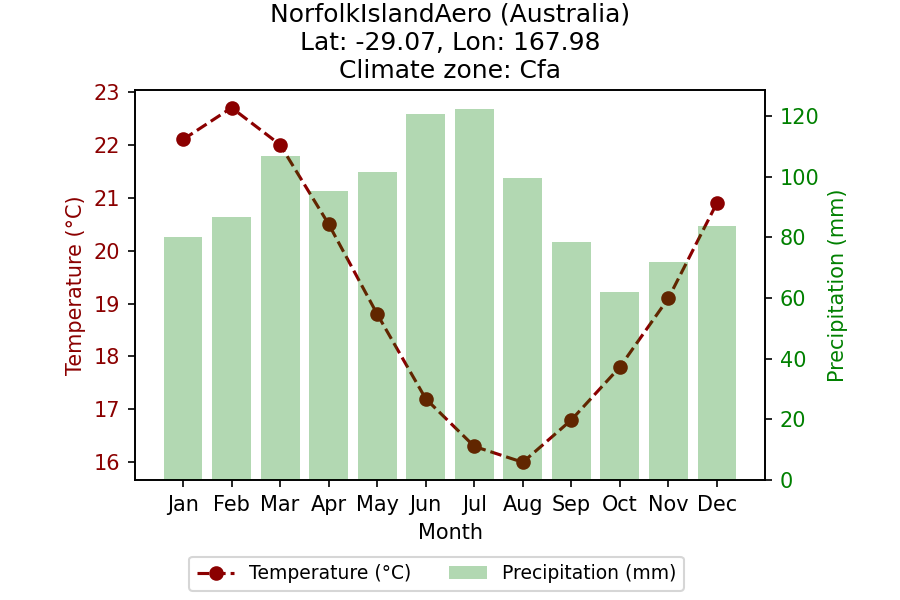 NorfolkIslandAero (Australia)
Lat: -29.07, Lon: 167.98
Climate zone: Cfa
Temperature (°C)
23
22
21
20
19
18
17
16
120
100
80
60
40
20
0
Precipitation (mm)
Jan Feb Mar Apr May Jun Jul Aug Sep Oct Nov Dec
Month
Temperature (°C) Precipitation (mm)